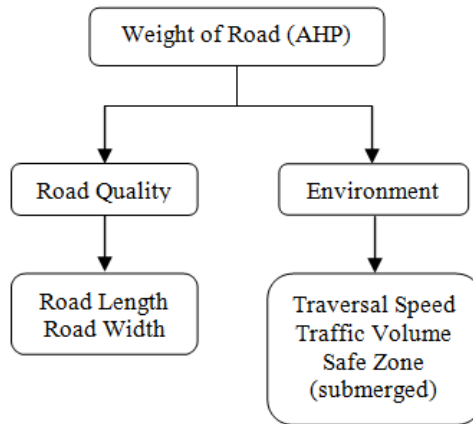 Weight of Road (AHP)
Road Quality
Environment
Road Length
Road Width
Traversal Speed
Traffic Volume
Safe Zone
(submerged)